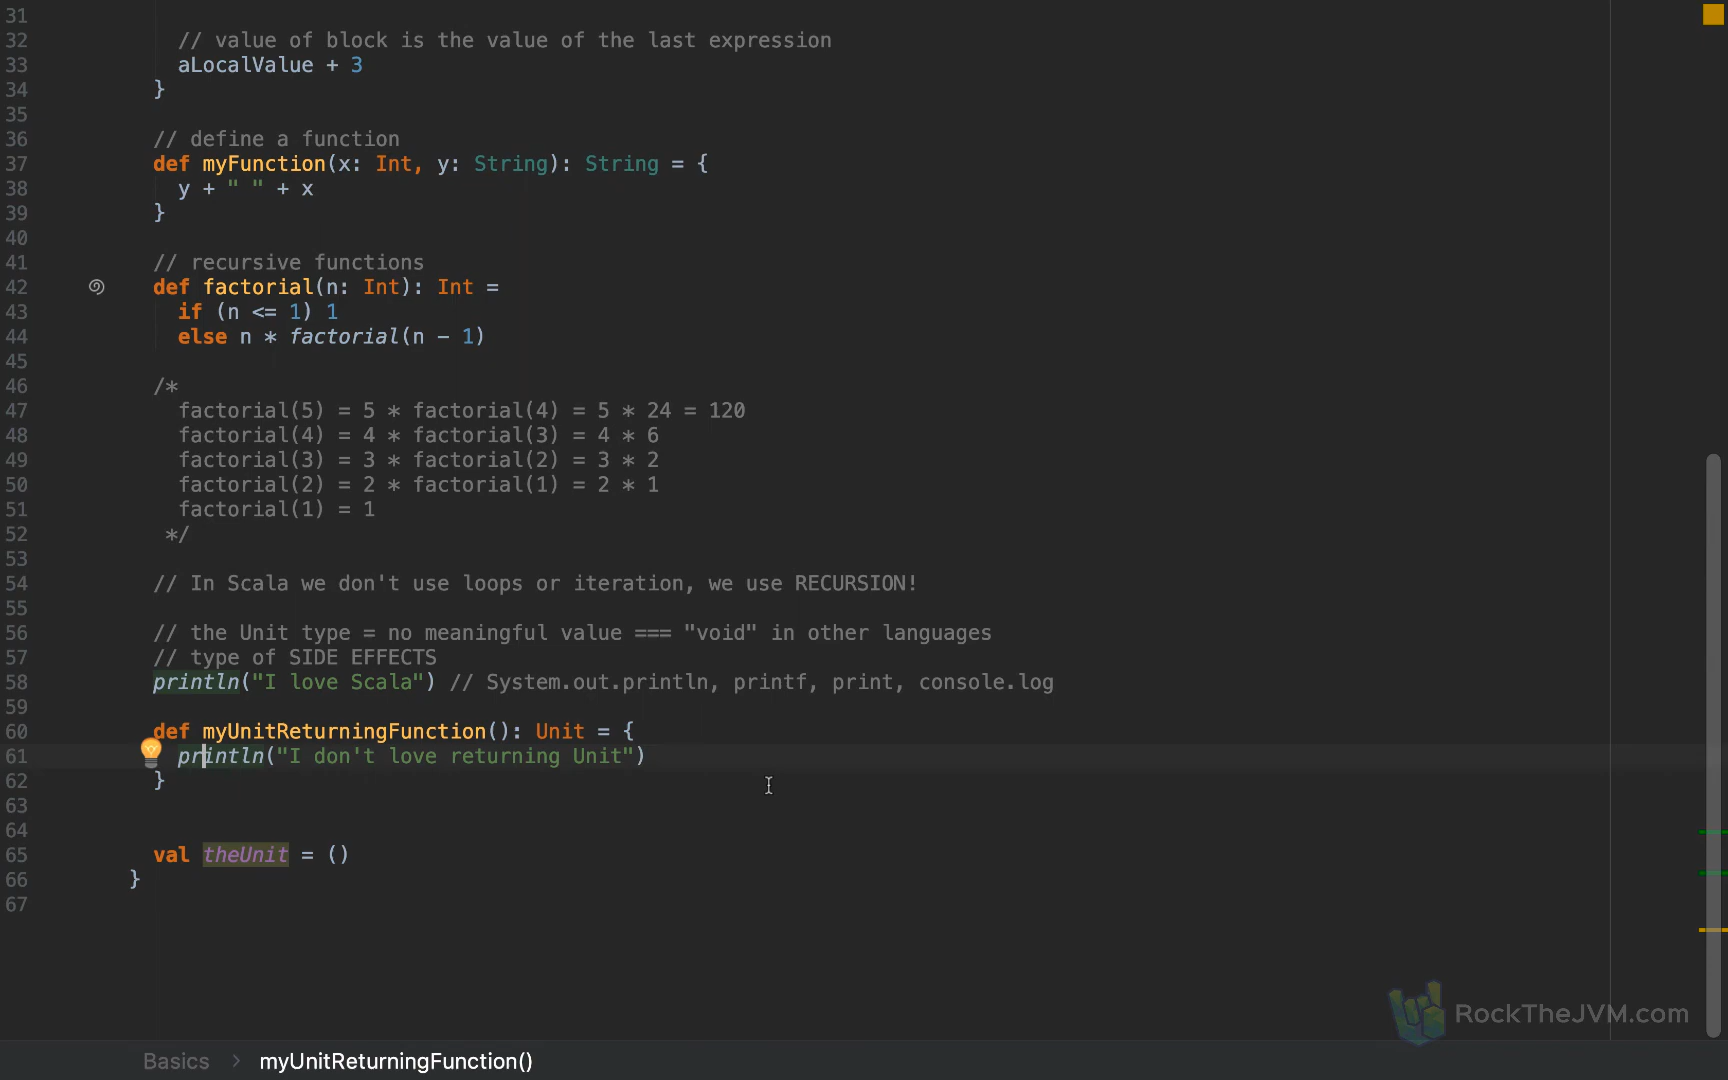 31
32 // value of block is the value of the last expression
33 aLocalValue + 3
34 }
35
36 // define a function
37 def myFunction(x: Int, y: String): String = {
38 y + " " + x
39 }
40
41 // recursive functions
42 def factorial(n: Int): Int =
43 if (n <= 1) 1
44 else n * factorial(n - 1)
45
46 /*
47 factorial(5) = 5 * factorial(4) = 5 * 24 = 120
48 factorial(4) = 4 * factorial(3) = 4 * 6
49 factorial(3) = 3 * factorial(2) = 3 * 2
50 factorial(2) = 2 * factorial(1) = 2 * 1
51 factorial(1) = 1
52 */
53
54 // In Scala we don't use loops or iteration, we use RECURSION!
55
56 // the Unit type = no meaningful value === "void" in other languages
57 // type of SIDE EFFECTS
58 println("I love Scala") // System.out.println, printf, print, console.log
59
60 def myUnitReturningFunction(): Unit = {
61 println("I don't love returning Unit")
62 }
63
64
65 val theUnit = ()
66 }
67
RockTheJVM.com
Basics > myUnitReturningFunction()